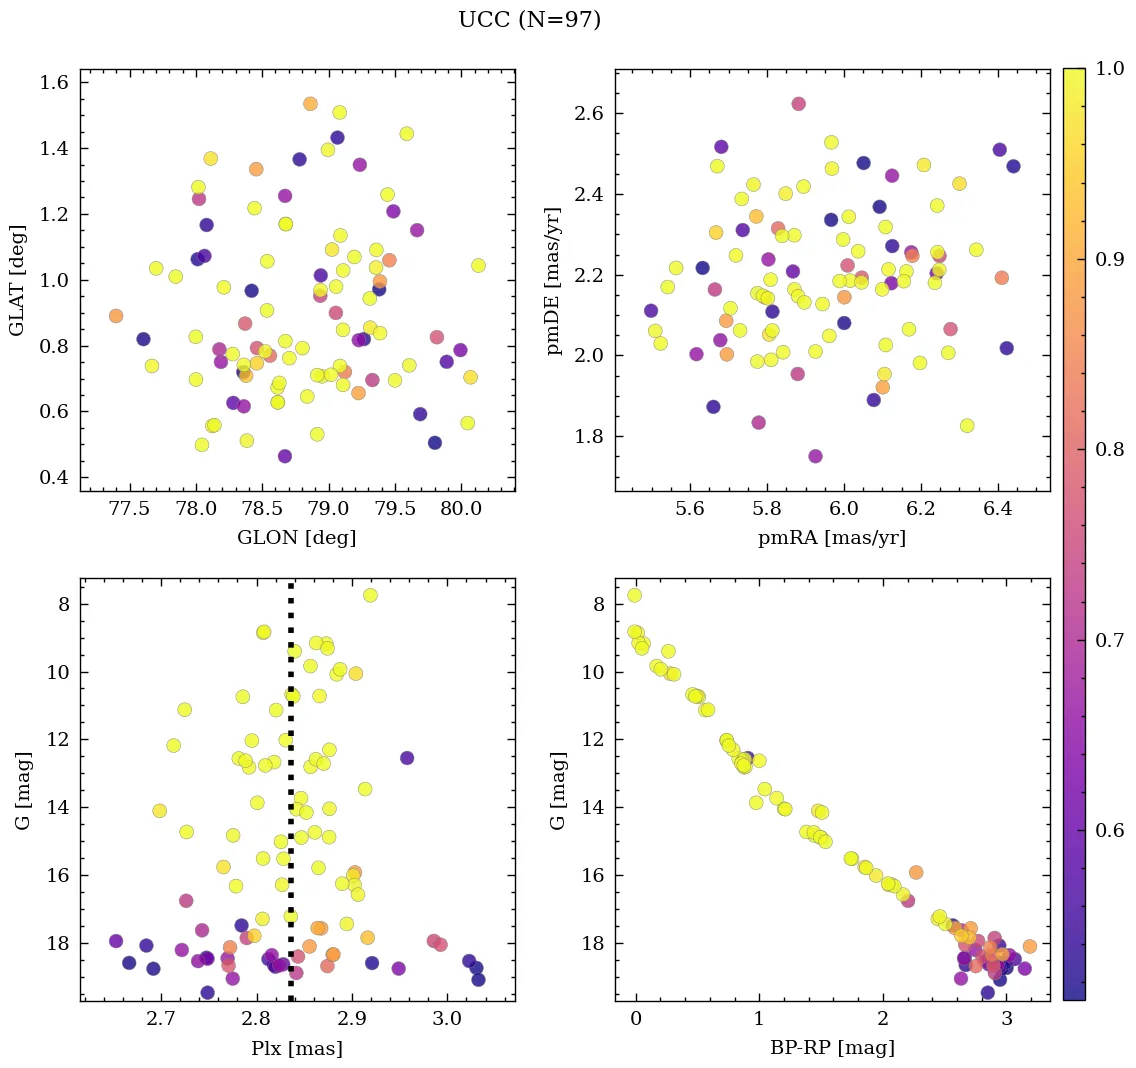 UCC (N=97)
1.6
1.4
1.2
1.0
0.8
0.6
0.4
GLAT [deg]
77.5 78.0 78.5 79.0 79.5 80.0
GLON [deg]
2.6
2.4
2.2
2.0
1.8
pmDE [mas/yr]
5.6 5.8 6.0 6.2 6.4
pmRA [mas/yr]
1.0
0.9
0.8
0.7
0.6
8
10
12
14
16
18
G [mag]
2.7 2.8 2.9 3.0
Plx [mas]
8
10
12
14
16
18
G [mag]
0 1 2 3
BP-RP [mag]